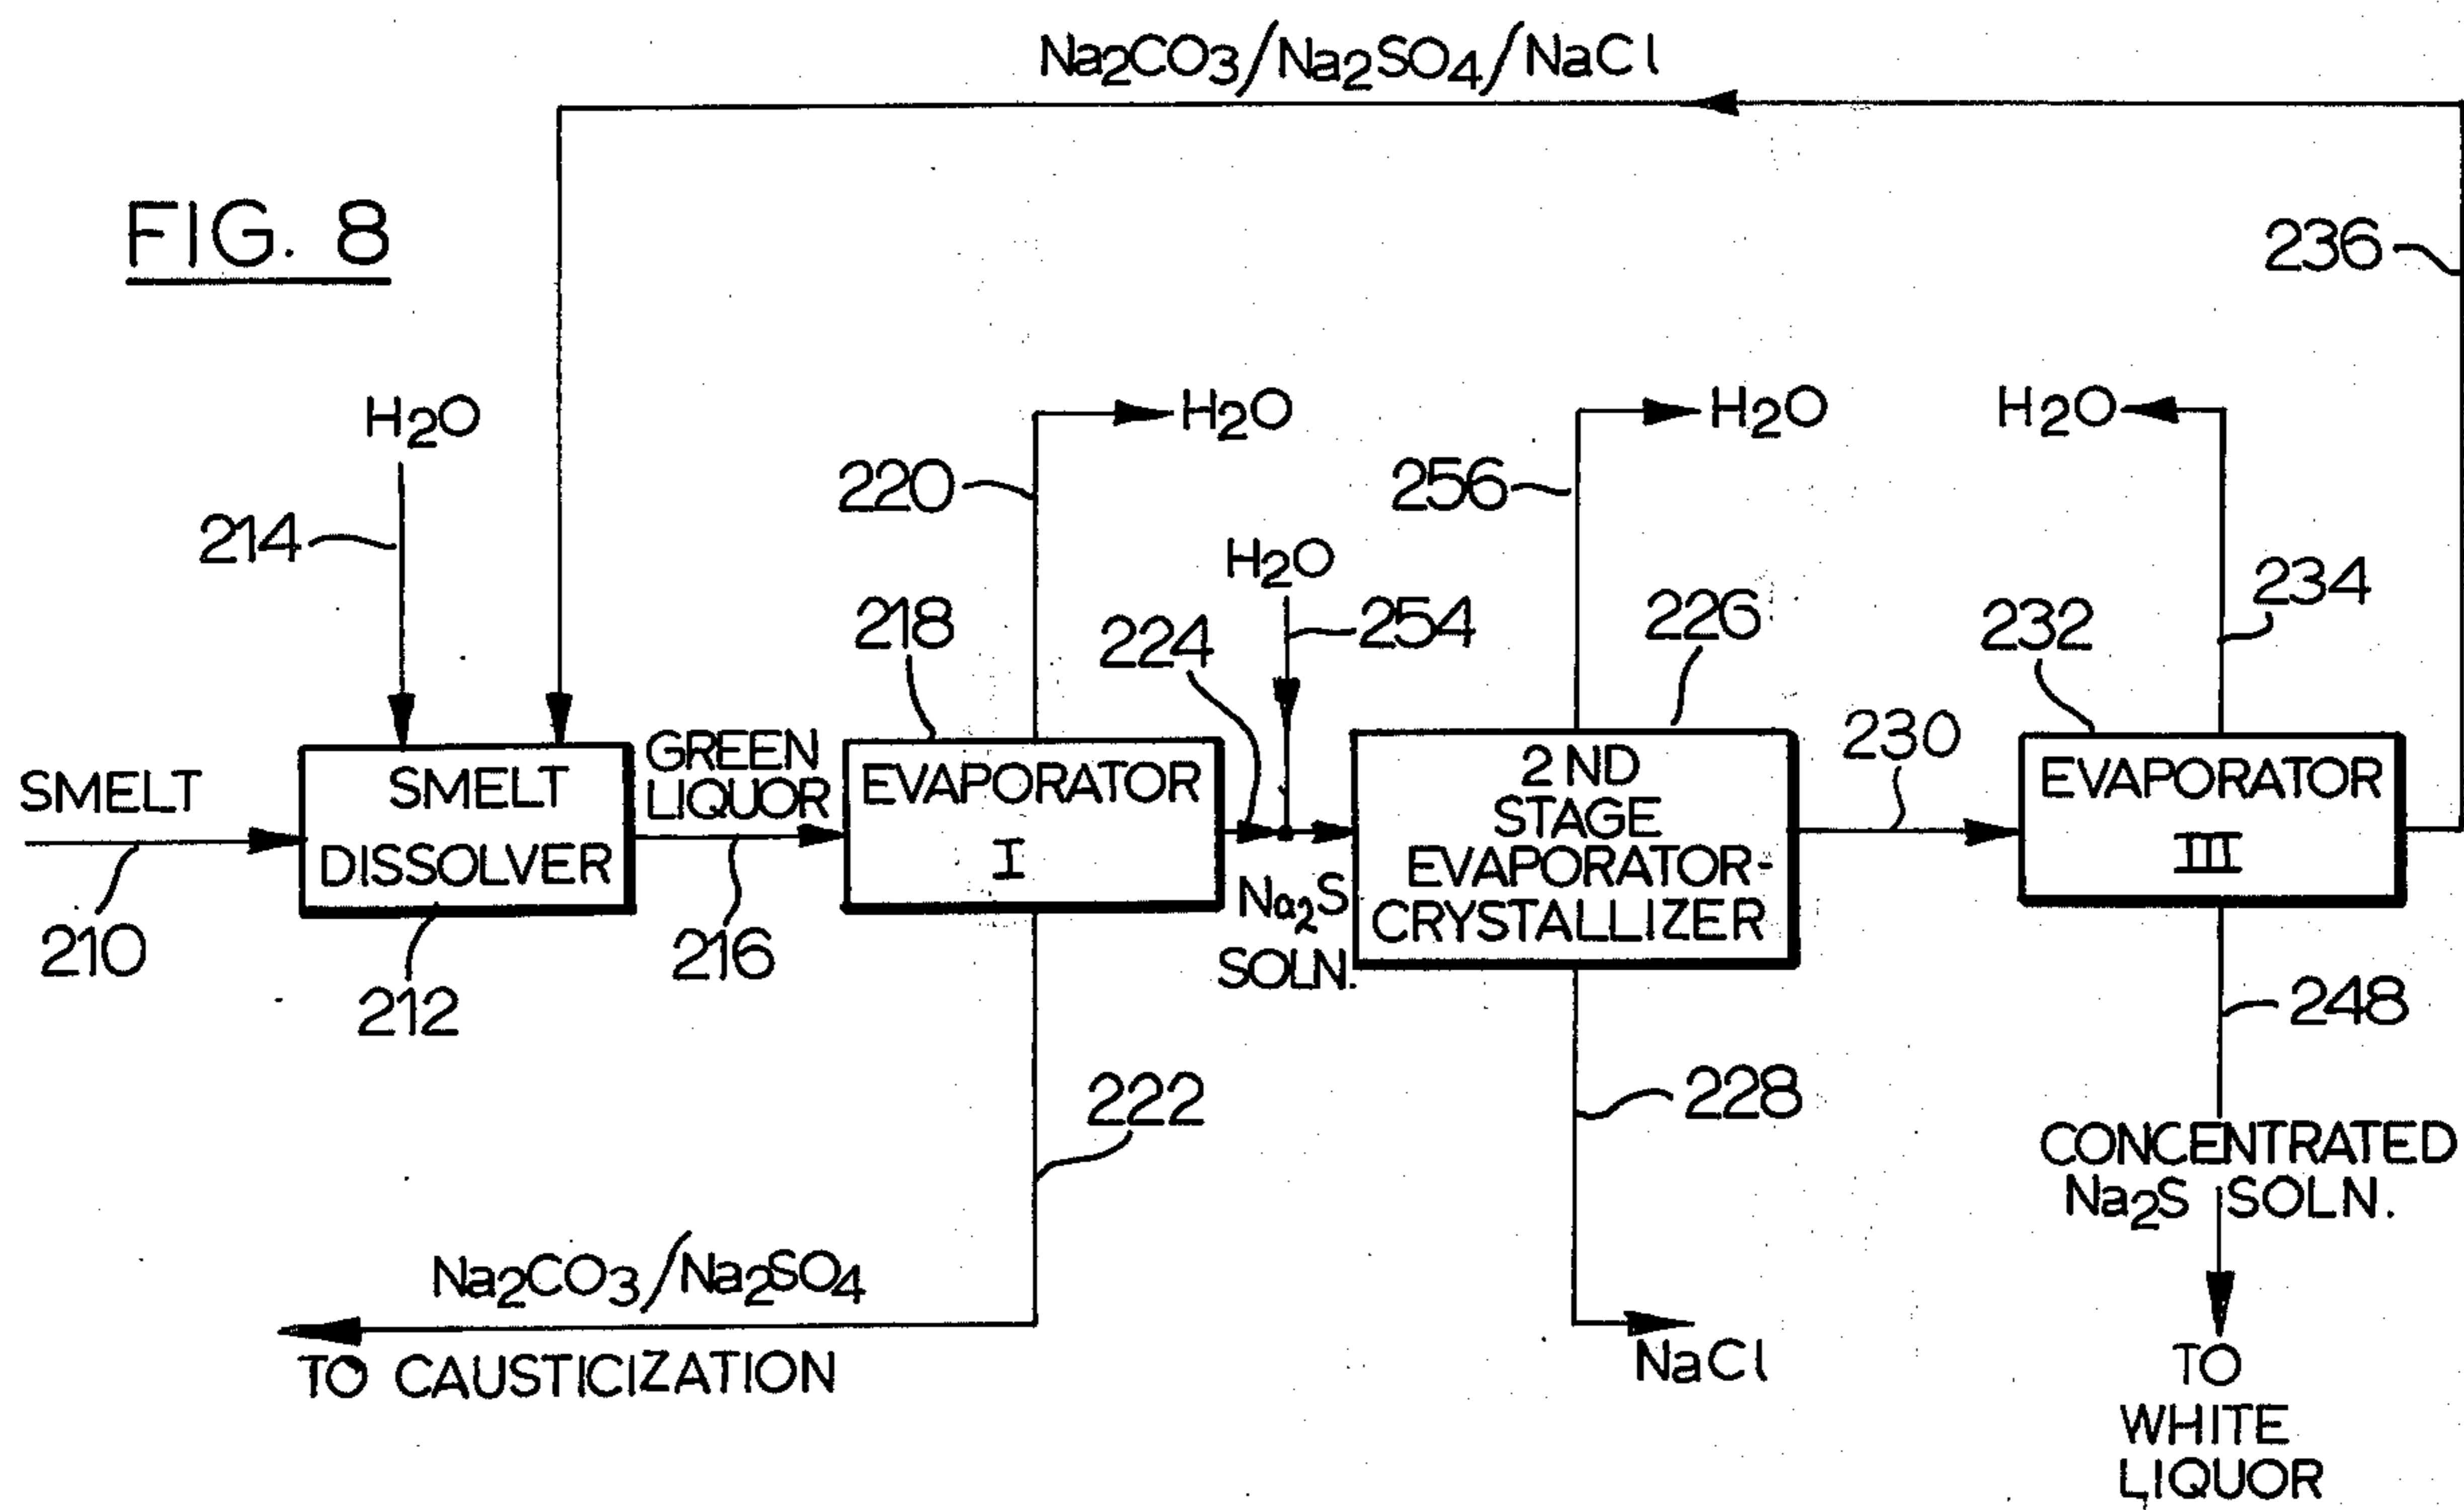 Na2CO3/Na2SO4/NaCl
FIG. 8
236
H2O
H2O
H2O
H2O
220
256
214
H2O
234
218
224
254
226
232
230
SMELT
SMELT
DISSOLVER
GREEN
LIQUOR
EVAPORATOR
I
2ND
STAGE
EVAPORATOR-
CRYSTALLIZER
EVAPORATOR
III
Na2S
SOLN.
210
212
216
248
222
228
CONCENTRATED
Na2S SOLN.
Na2CO3/Na2SO4
TO CAUSTICIZATION
NaCl
TO
WHITE
LIQUOR